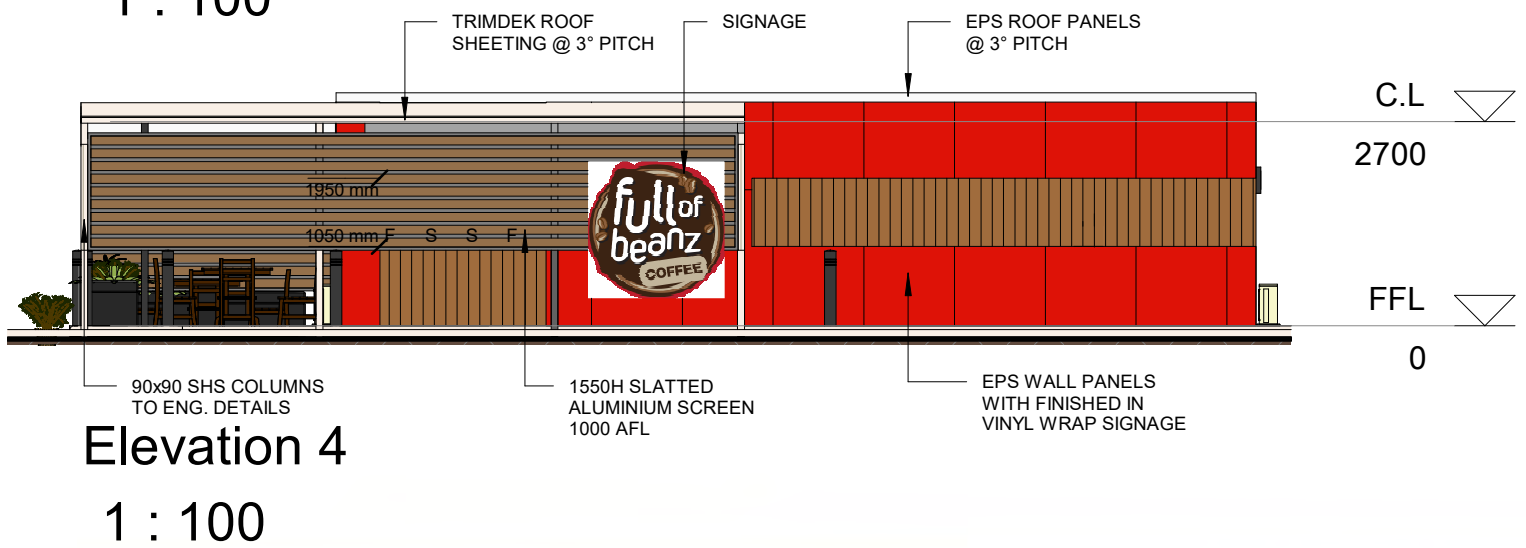 1 : 100
TRIMDEK ROOF
SHEETING @ 3° PITCH
SIGNAGE
EPS ROOF PANELS
@ 3° PITCH
C.L
2700
1950 mm
1050 mm F S S F
full of
beanz
COFFEE
FFL
0
90x90 SHS COLUMNS
TO ENG. DETAILS
1550H SLATTED
ALUMINIUM SCREEN
1000 AFL
EPS WALL PANELS
WITH FINISHED IN
VINYL WRAP SIGNAGE
Elevation 4
1 : 100